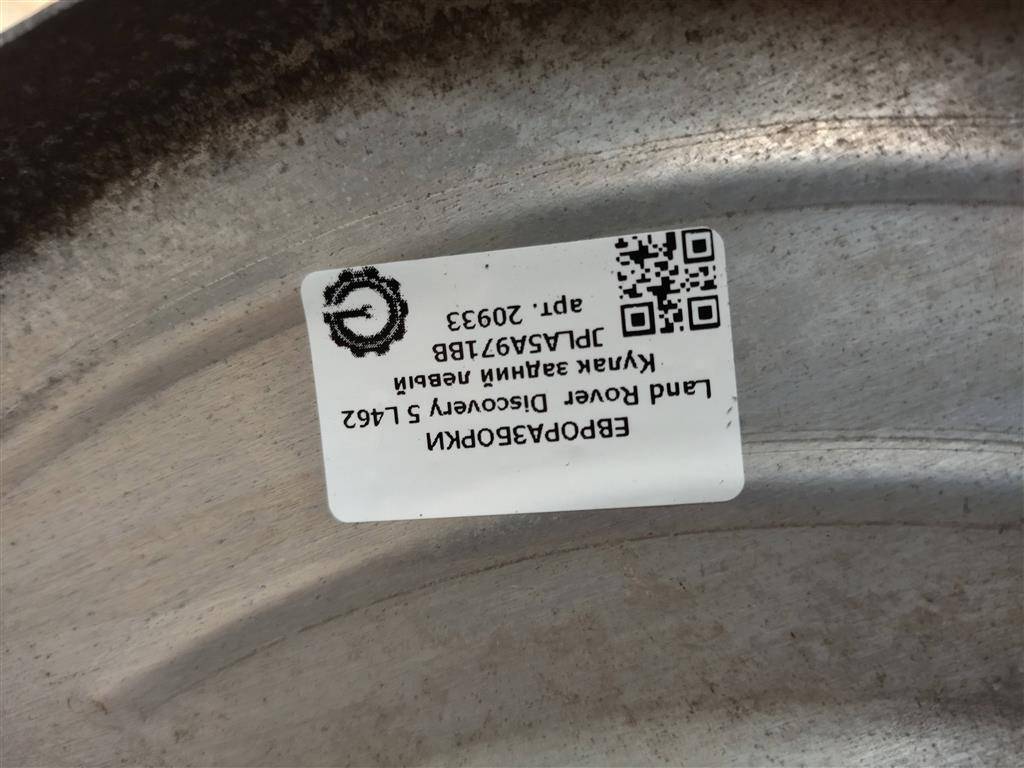 ЕВРОРАЗБОРКИ
Land Rover Discovery 5 L462
Кулак задний левый
JPLA5A971BB
арт. 20933